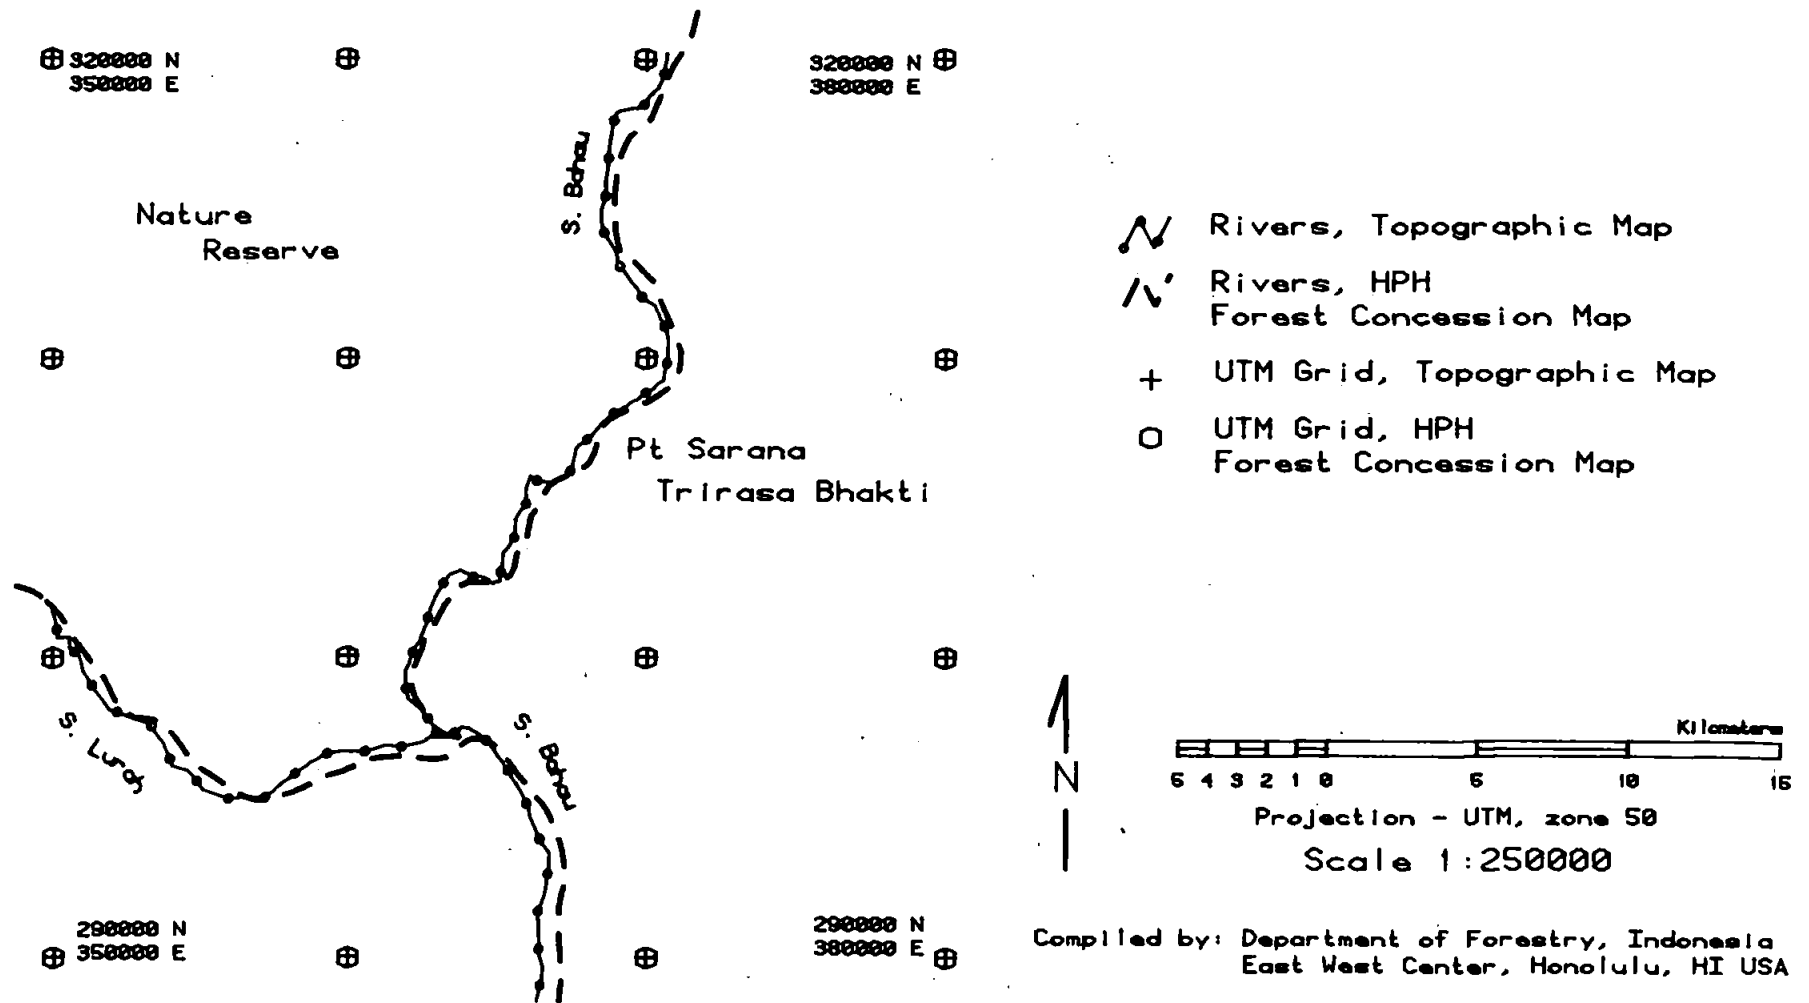 320000 N
350000 E
320000 N
380000 E
S. Bahau
Nature
Reserve
Rivers, Topographic Map
Rivers, HPH
Forest Concession Map
UTM Grid, Topographic Map
UTM Grid, HPH
Forest Concession Map
Pt Sarana
Trirasa Bhakti
S. Lurah
S. Bahau
N
Kilometers
5 4 3 2 1 0 5 10 15
Projection - UTM, zone 50
Scale 1:250000
290000 N
350000 E
290000 N
380000 E
Compiled by: Department of Forestry, Indonesia
East West Center, Honolulu, HI USA